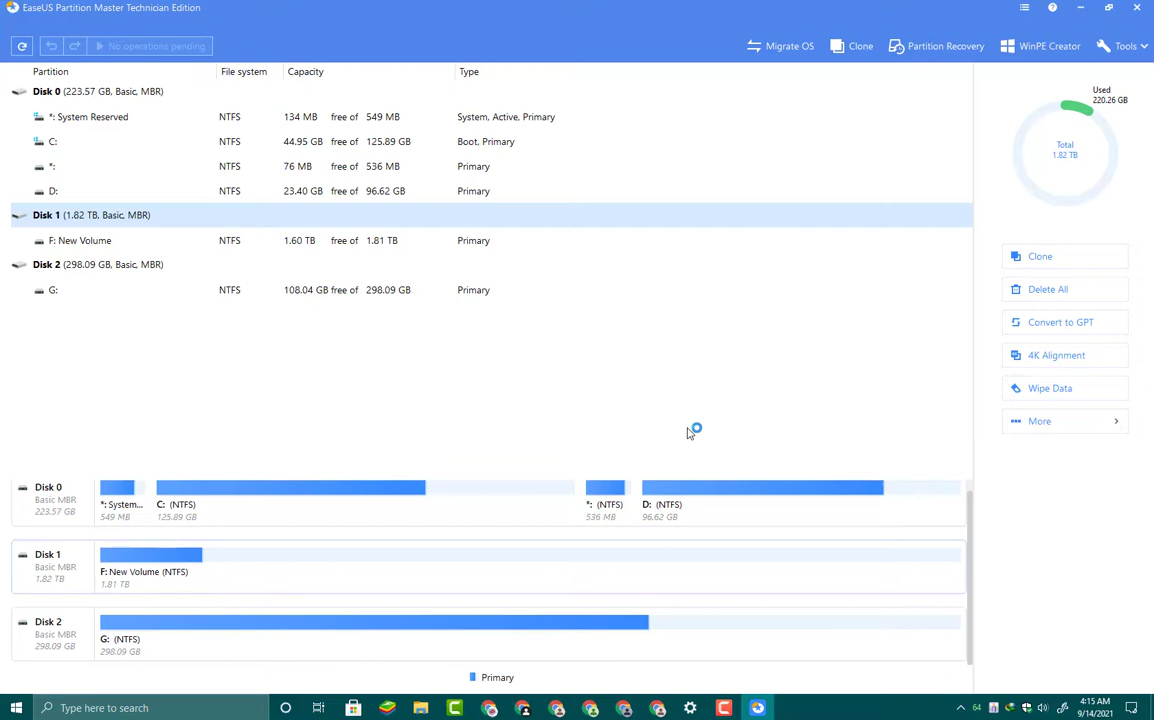 EaseUS Partition Master Technician Edition
No operations pending
Migrate OS Clone Partition Recovery WinPE Creator Tools
Partition File system Capacity Type
Disk 0 (223.57 GB, Basic, MBR)
*: System Reserved NTFS 134 MB free of 549 MB System, Active, Primary
C: NTFS 44.95 GB free of 125.89 GB Boot, Primary
*: NTFS 76 MB free of 536 MB Primary
D: NTFS 23.40 GB free of 96.62 GB Primary
Disk 1 (1.82 TB, Basic, MBR)
F: New Volume NTFS 1.60 TB free of 1.81 TB Primary
Disk 2 (298.09 GB, Basic, MBR)
G: NTFS 108.04 GB free of 298.09 GB Primary
Used
220.26 GB
Total
1.82 TB
Clone
Delete All
Convert to GPT
4K Alignment
Wipe Data
More
Disk 0
Basic MBR
223.57 GB
*: System... C: (NTFS) *: (NTFS) D: (NTFS)
549 MB 125.89 GB 536 MB 96.62 GB
Disk 1
Basic MBR
1.82 TB
F: New Volume (NTFS)
1.81 TB
Disk 2
Basic MBR
298.09 GB
G: (NTFS)
298.09 GB
Primary
Type here to search
64
4:15 AM
9/14/2021